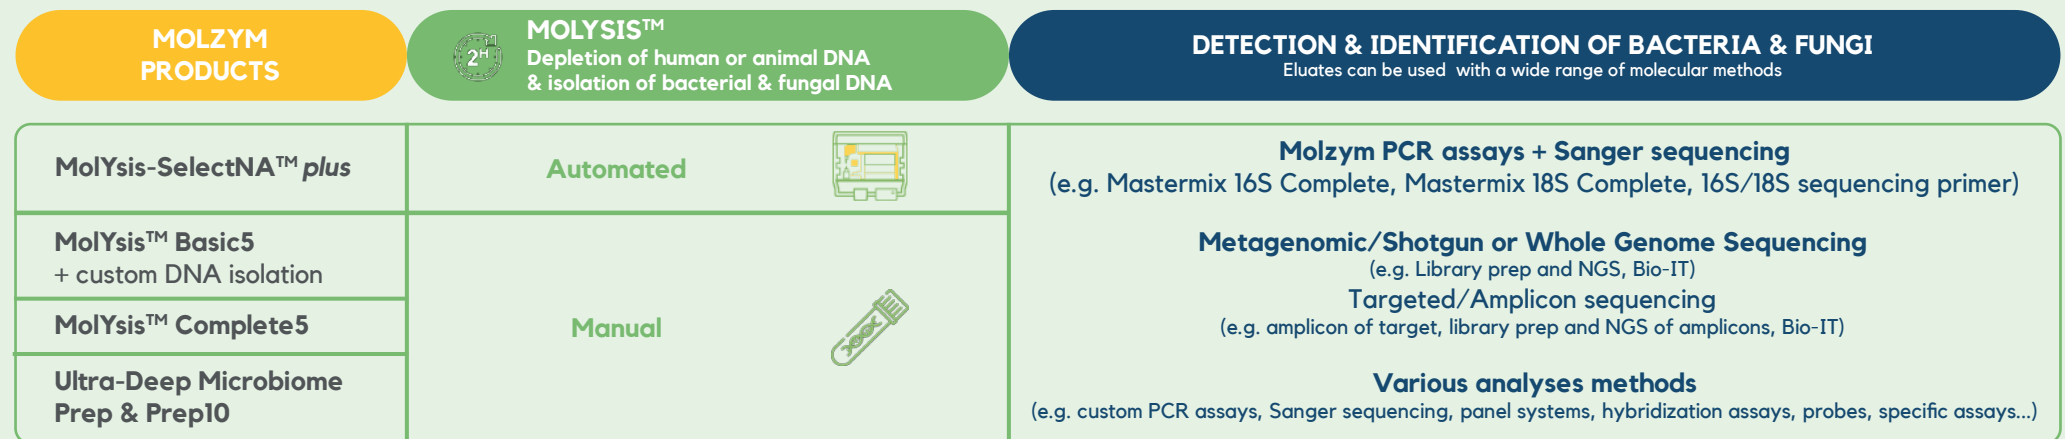 MOLZYM
PRODUCTS
2H
MOLYSIS™
Depletion of human or animal DNA
& isolation of bacterial & fungal DNA
DETECTION & IDENTIFICATION OF BACTERIA & FUNGI
Eluates can be used with a wide range of molecular methods
MolYsis-SelectNA™ plus
Automated
Molzym PCR assays + Sanger sequencing
(e.g. Mastermix 16S Complete, Mastermix 18S Complete, 16S/18S sequencing primer)
MolYsis™ Basic5
+ custom DNA isolation
MolYsis™ Complete5
Ultra-Deep Microbiome
Prep & Prep10
Manual
Metagenomic/Shotgun or Whole Genome Sequencing
(e.g. Library prep and NGS, Bio-IT)
Targeted/Amplicon sequencing
(e.g. amplicon of target, library prep and NGS of amplicons, Bio-IT)
Various analyses methods
(e.g. custom PCR assays, Sanger sequencing, panel systems, hybridization assays, probes, specific assays...)